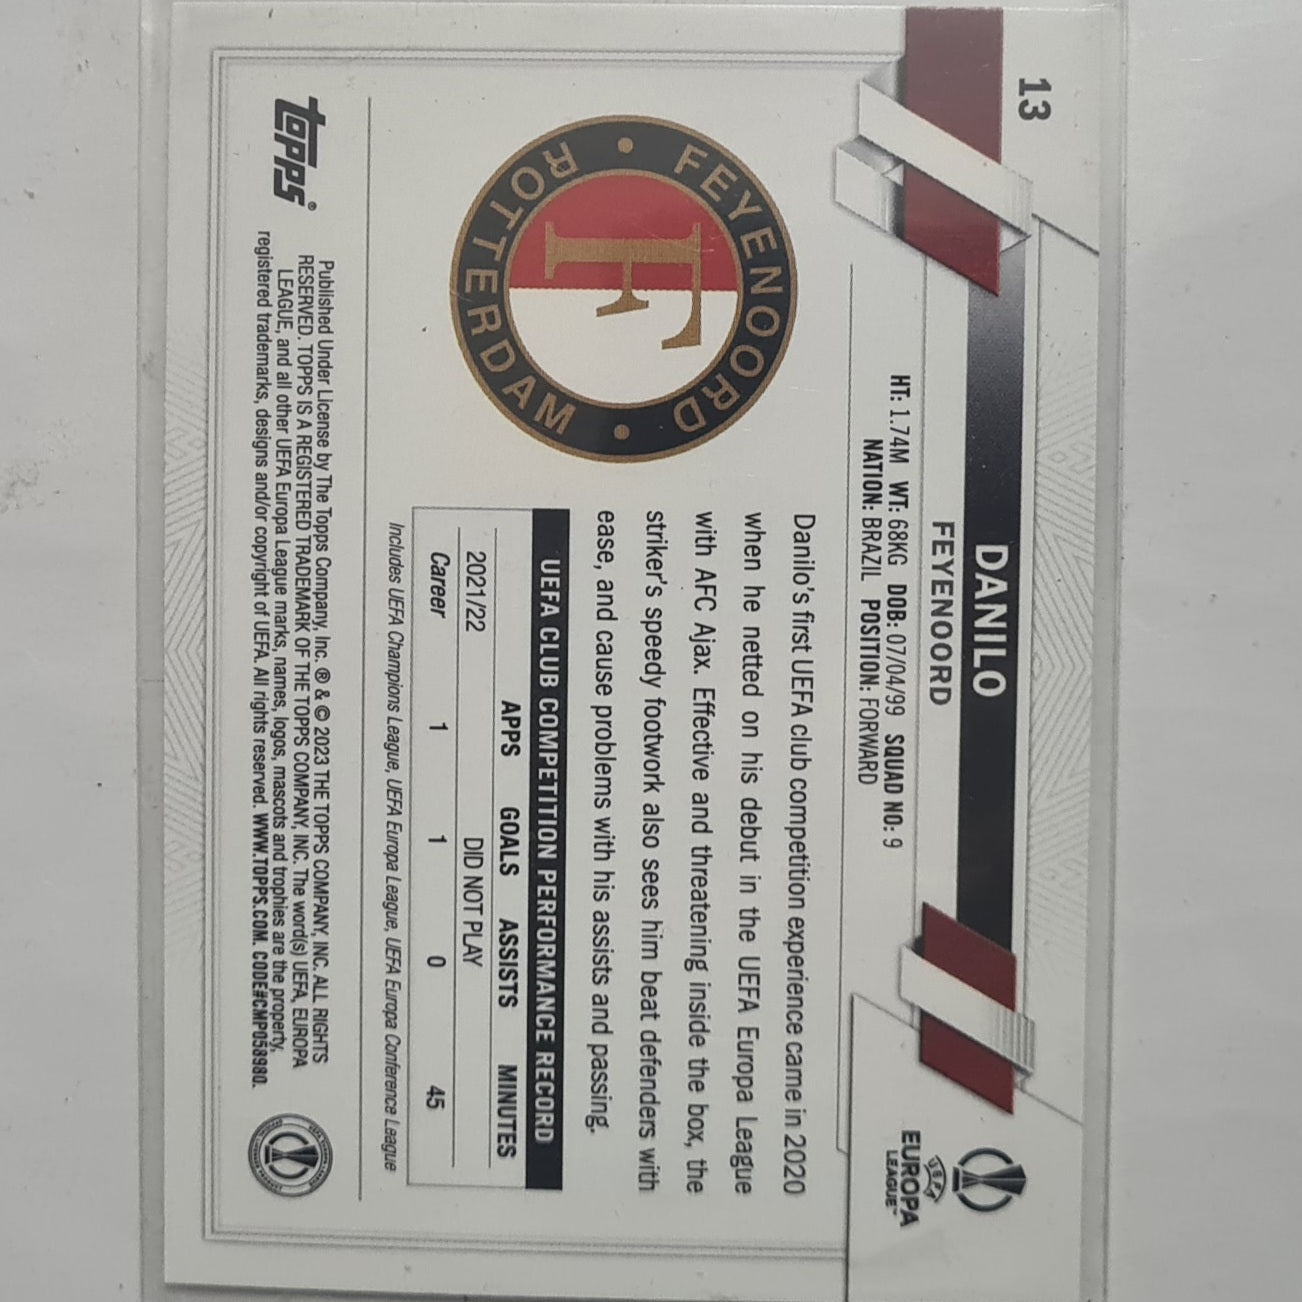 13
DANILO
FEYENOORD
HT: 1.74M WT: 68KG DOB: 07/04/99 SQUAD NO: 9
NATION: BRAZIL POSITION: FORWARD
UEFA
EUROPA
LEAGUE™
FEYENOORD
ROTTERDAM
F
Danilo's first UEFA club competition experience came in 2020
when he netted on his debut in the UEFA Europa League
with AFC Ajax. Effective and threatening inside the box, the
striker's speedy footwork also sees him beat defenders with
ease, and cause problems with his assists and passing.
UEFA CLUB COMPETITION PERFORMANCE RECORD
APPS GOALS ASSISTS MINUTES
2021/22 DID NOT PLAY
Career 1 1 0 45
Includes UEFA Champions League, UEFA Europa League, UEFA Europa Conference League
topps®
Published Under License by The Topps Company, Inc. ® & © 2023 THE TOPPS COMPANY, INC. ALL RIGHTS
RESERVED. TOPPS IS A REGISTERED TRADEMARK OF THE TOPPS COMPANY, INC. The word(s) UEFA, EUROPA
LEAGUE, and all other UEFA Europa League marks, names, logos, mascots and trophies are the property,
registered trademarks, designs and/or copyright of UEFA. All rights reserved. WWW.TOPPS.COM. CODE#CMP058980.